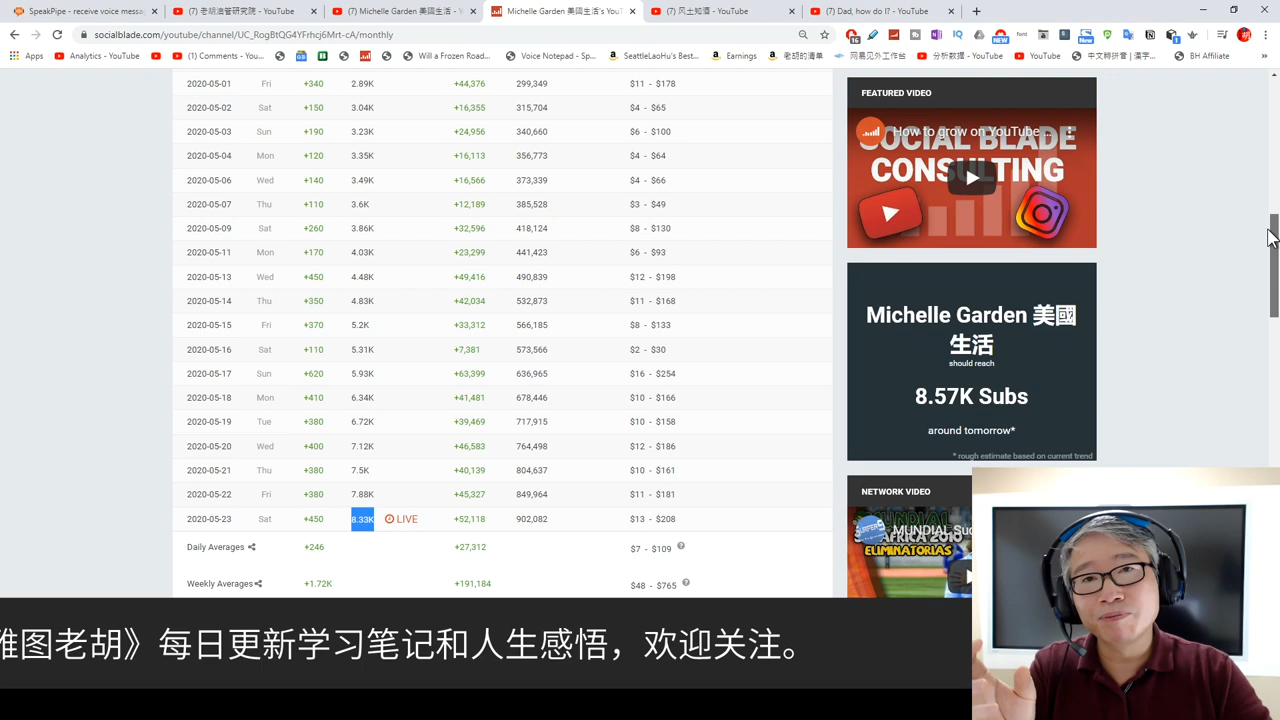 SpeakPipe - receive voice messa
(7) 老胡油管研究院 - YouTube
(7) Michelle Garden 美國生活 - Y
Michelle Garden 美國生活's YouT
(7) 风土知酒 - YouTube
(7) Dad, how do I? - YouTube
socialblade.com/youtube/channel/UC_RogBtQG4YFrhcj6Mrt-cA/monthly
Apps
Analytics - YouTube
(1) Comments - You...
Will a Frozen Road...
Voice Notepad - Sp...
SeattleLaoHu's Best...
Earnings
老胡的清单
网易见外工作台
分析數據 - YouTube
YouTube
中文轉拼音 | 漢字...
BH Affiliate
2020-05-01 Fri +340 2.89K +44,376 299,349 $11 - $178
2020-05-02 Sat +150 3.04K +16,355 315,704 $4 - $65
2020-05-03 Sun +190 3.23K +24,956 340,660 $6 - $100
2020-05-04 Mon +120 3.35K +16,113 356,773 $4 - $64
2020-05-06 Wed +140 3.49K +16,566 373,339 $4 - $66
2020-05-07 Thu +110 3.6K +12,189 385,528 $3 - $49
2020-05-09 Sat +260 3.86K +32,596 418,124 $8 - $130
2020-05-11 Mon +170 4.03K +23,299 441,423 $6 - $93
2020-05-13 Wed +450 4.48K +49,416 490,839 $12 - $198
2020-05-14 Thu +350 4.83K +42,034 532,873 $11 - $168
2020-05-15 Fri +370 5.2K +33,312 566,185 $8 - $133
2020-05-16 Sat +110 5.31K +7,381 573,566 $2 - $30
2020-05-17 Sun +620 5.93K +63,399 636,965 $16 - $254
2020-05-18 Mon +410 6.34K +41,481 678,446 $10 - $166
2020-05-19 Tue +380 6.72K +39,469 717,915 $10 - $158
2020-05-20 Wed +400 7.12K +46,583 764,498 $12 - $186
2020-05-21 Thu +380 7.5K +40,139 804,637 $10 - $161
2020-05-22 Fri +380 7.88K +45,327 849,964 $11 - $181
2020-05-23 Sat +450 8.33K LIVE +52,118 902,082 $13 - $208
Daily Averages +246 +27,312 $7 - $109
Weekly Averages +1.72K +191,184 $48 - $765
FEATURED VIDEO
How to grow on YouTube ...
SOCIAL BLADE
CONSULTING
Michelle Garden 美國
生活
should reach
8.57K Subs
around tomorrow*
* rough estimate based on current trend
NETWORK VIDEO
MUNDIAL Sud
AFRICA 2010
ELIMINATORIAS
雅图老胡》每日更新学习笔记和人生感悟，欢迎关注。